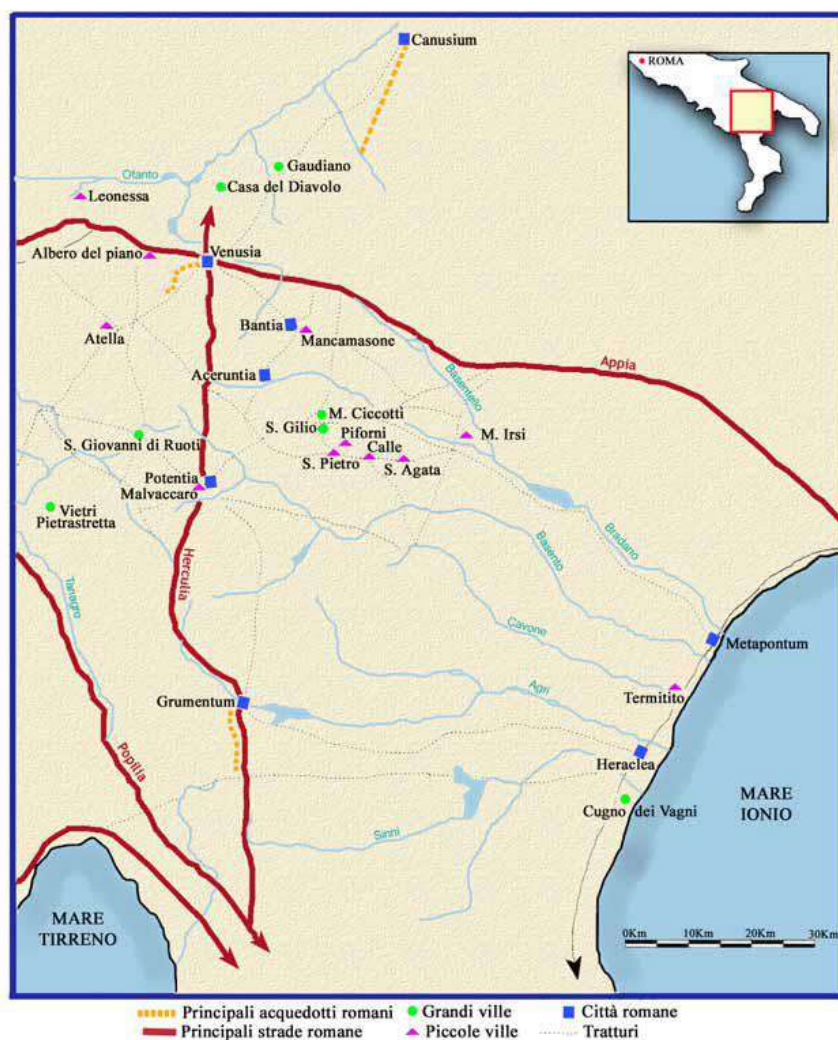 Canusium
ROMA
Gaudiano
Ofanto
Casa del Diavolo
Leonessa
Albero del piano
Venusia
Bantia
Mancamasone
Atella
Appia
Aceruntia
Basentello
M. Ciccotti
S. Gilio
Piforni
M. Irsi
S. Giovanni di Ruoti
Calle
S. Pietro
S. Agata
Potentia
Malvaccaro
Vietri
Pietrastretta
Bradano
Basento
Herculia
Tanagro
Cavone
Metapontum
Agri
Termitito
Grumentum
Popilia
Heraclea
MARE
IONIO
Cugno dei Vagni
Sinni
MARE
TIRRENO
0Km 10Km 20Km 30Km
Principali acquedotti romani Grandi ville Città romane
Principali strade romane Piccole ville Tratturi